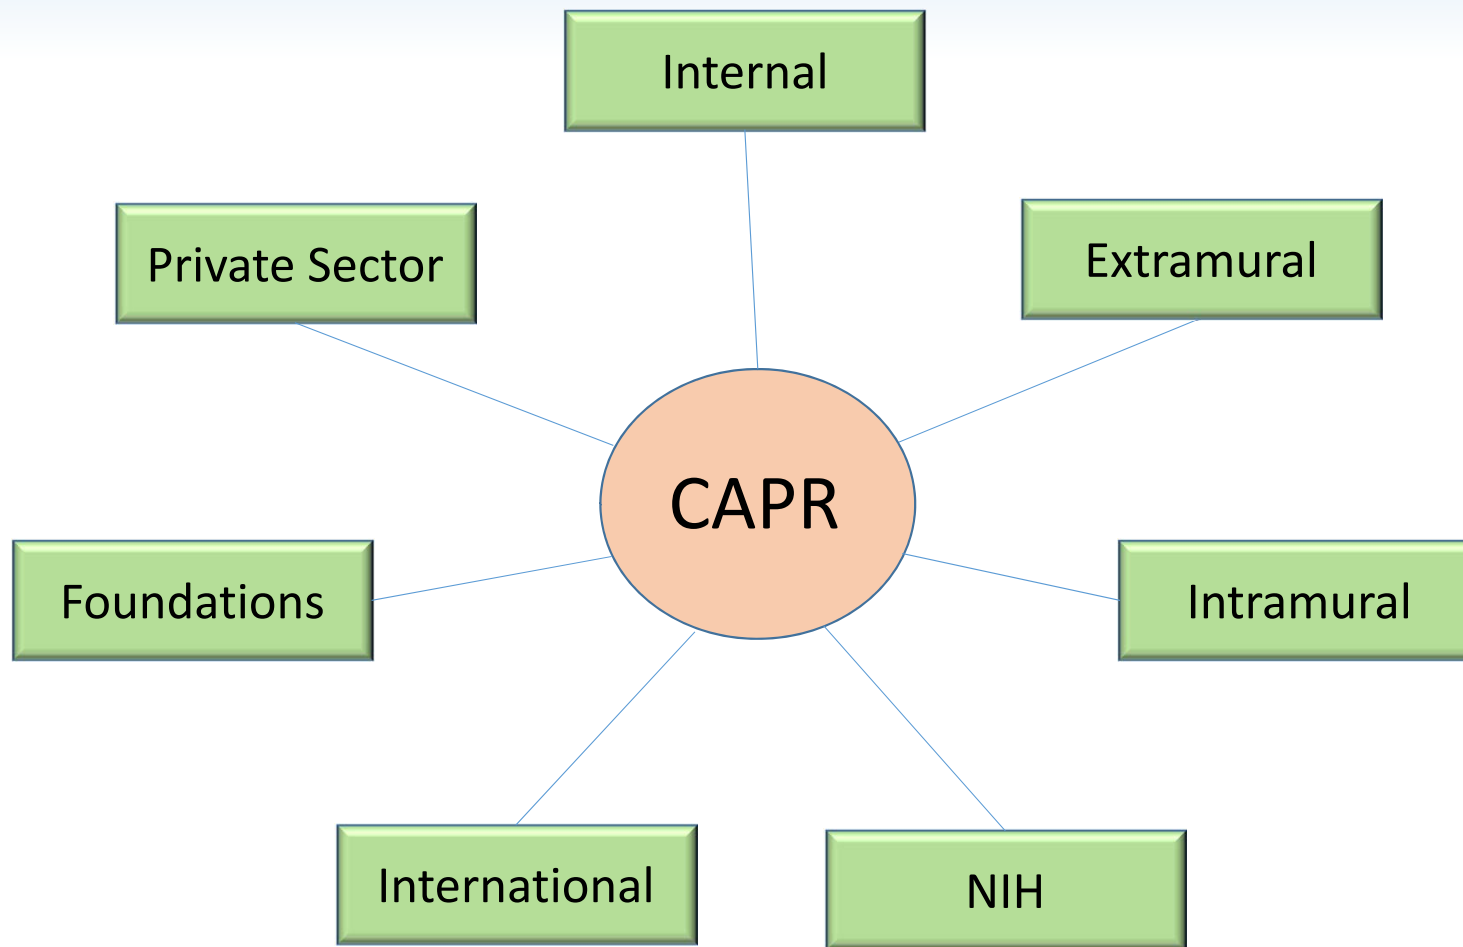 Internal
Private Sector
Extramural
CAPR
Foundations
Intramural
International
NIH